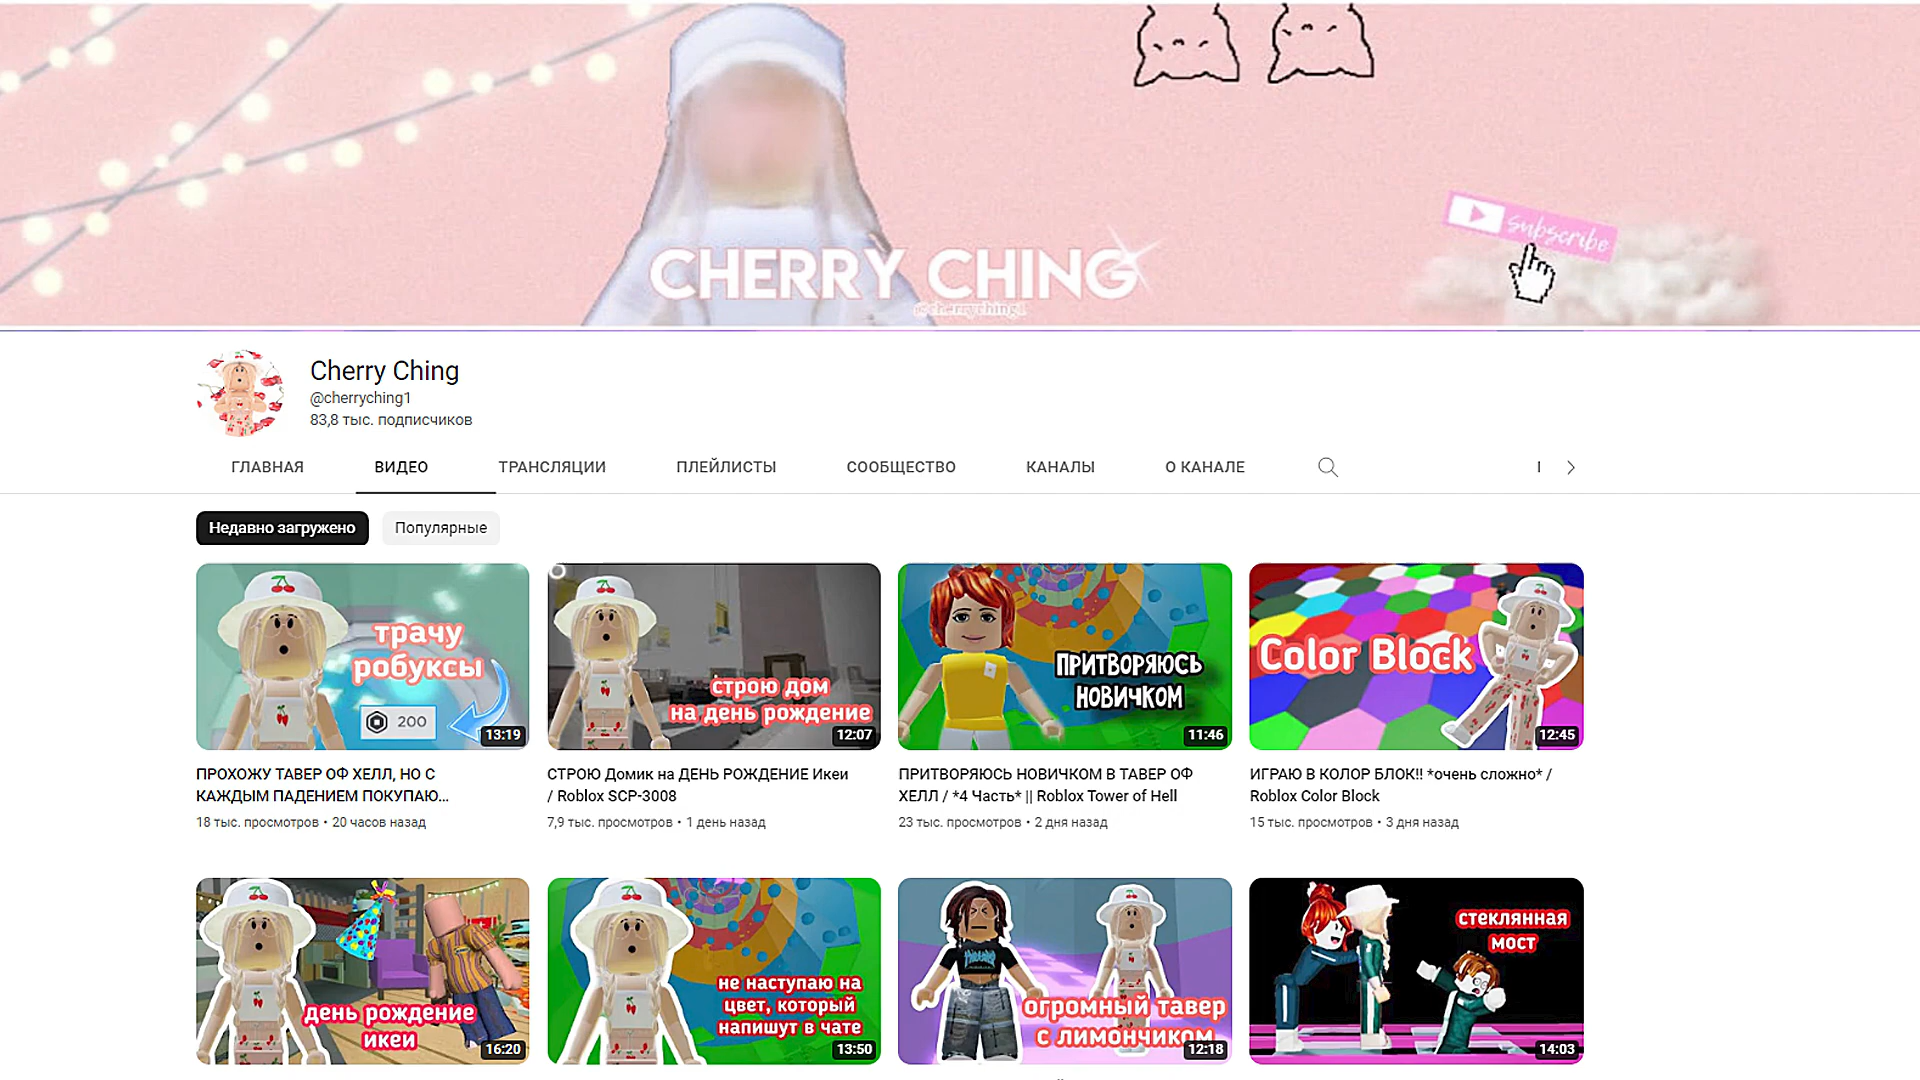 subscribe
CHERRY CHING
@cherryching1
Cherry Ching
@cherryching1
83,8 тыс. подписчиков
ГЛАВНАЯ ВИДЕО ТРАНСЛЯЦИИ ПЛЕЙЛИСТЫ СООБЩЕСТВО КАНАЛЫ О КАНАЛЕ
Недавно загружено Популярные
трачу
робуксы
200
13:19
строю дом
на день рождение
12:07
ПРИТВОРЯЮСЬ
НОВИЧКОМ
11:46
Color Block
12:45
ПРОХОЖУ ТАВЕР ОФ ХЕЛЛ, НО С
КАЖДЫМ ПАДЕНИЕМ ПОКУПАЮ...
18 тыс. просмотров • 20 часов назад
СТРОЮ Домик на ДЕНЬ РОЖДЕНИЕ Икеи
/ Roblox SCP-3008
7,9 тыс. просмотров • 1 день назад
ПРИТВОРЯЮСЬ НОВИЧКОМ В ТАВЕР ОФ
ХЕЛЛ / *4 Часть* || Roblox Tower of Hell
23 тыс. просмотров • 2 дня назад
ИГРАЮ В КОЛОР БЛОК!! *очень сложно* /
Roblox Color Block
15 тыс. просмотров • 3 дня назад
день рождение
икеи
16:20
не наступаю на
цвет, который
напишут в чате
13:50
огромный тавер
с лимончиком
12:18
стеклянная
мост
14:03